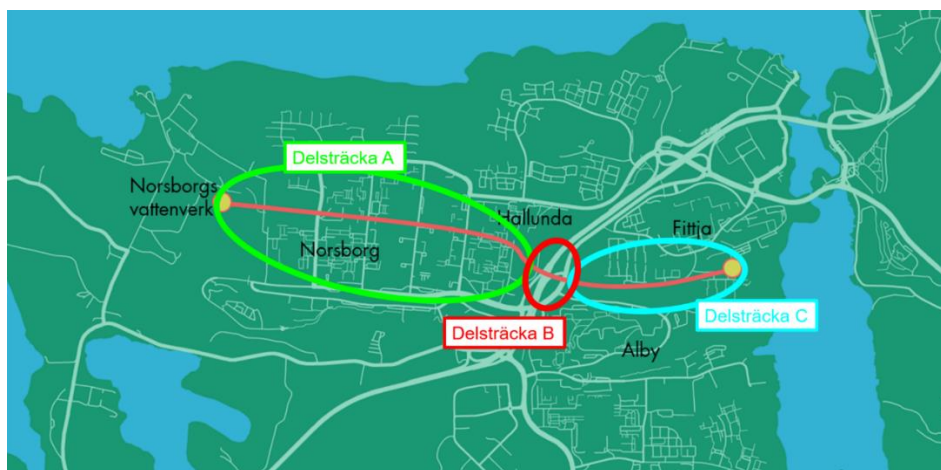 Delsträcka A
Norsborgs
vattenverk
Hallunda
Fittja
Norsborg
Delsträcka C
Delsträcka B
Alby